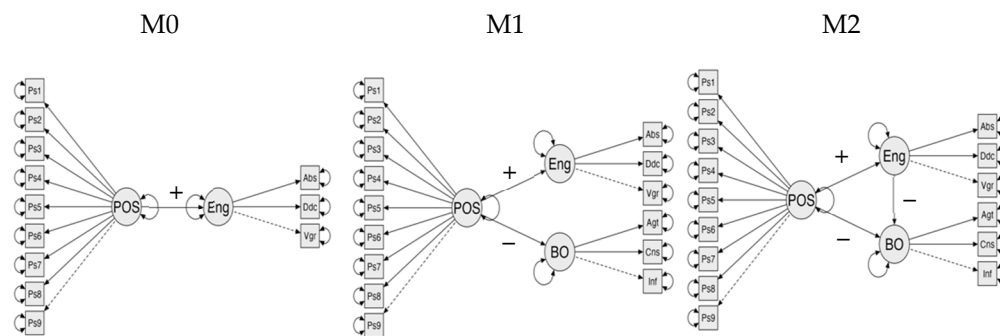 M0
Ps1
Ps2
Ps3
Ps4
Ps5
Ps6
Ps7
Ps8
Ps9
POS
+
Eng
Abs
Ddc
Vgr
M1
Ps1
Ps2
Ps3
Ps4
Ps5
Ps6
Ps7
Ps8
Ps9
POS
+
−
Eng
BO
Abs
Ddc
Vgr
Agt
Cns
Inf
M2
Ps1
Ps2
Ps3
Ps4
Ps5
Ps6
Ps7
Ps8
Ps9
POS
+
−
Eng
−
BO
Abs
Ddc
Vgr
Agt
Cns
Inf